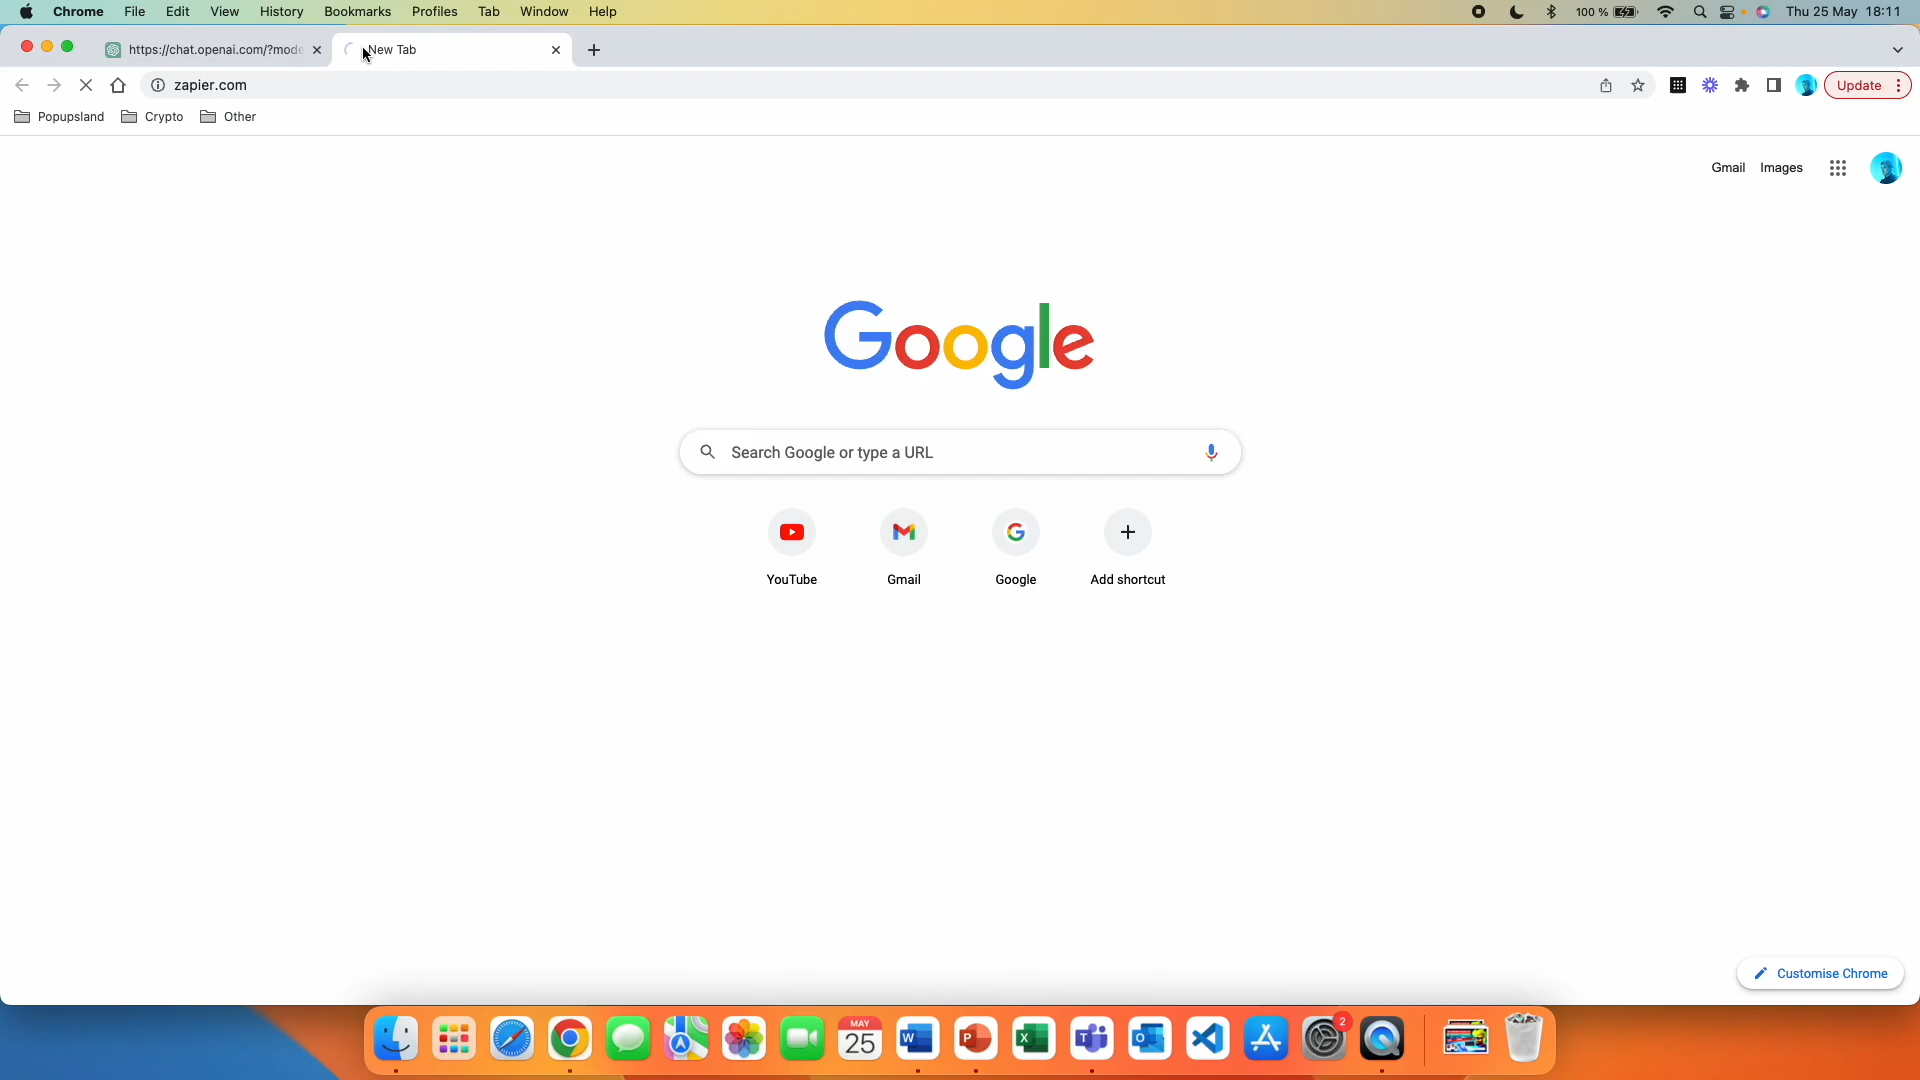 Chrome File Edit View History Bookmarks Profiles Tab Window Help 100 % Thu 25 May 18:11
https://chat.openai.com/?mode New Tab
zapier.com Update
Popupsland Crypto Other
Gmail Images
Google
Search Google or type a URL
YouTube Gmail Google Add shortcut
Customise Chrome
MAY 2
25